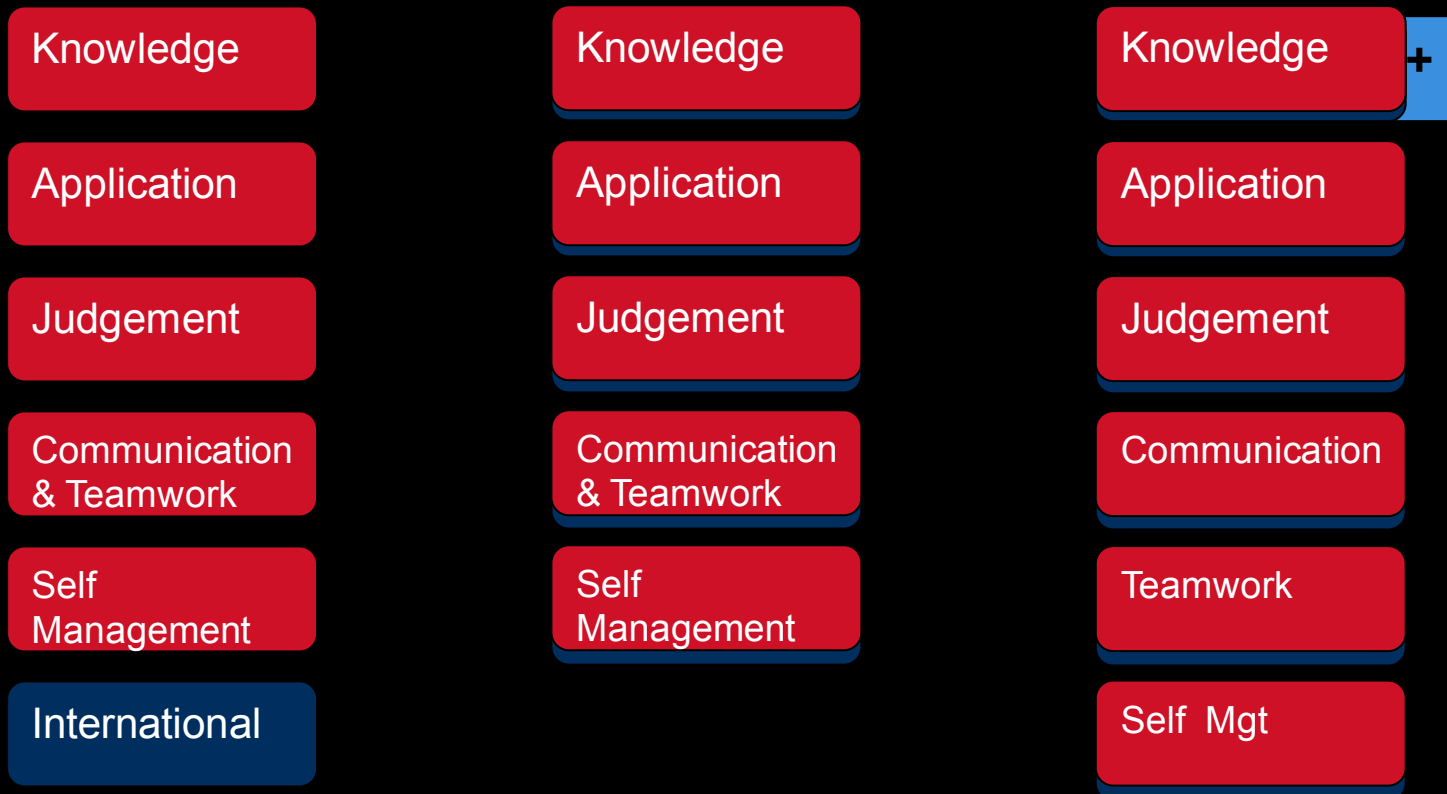 Knowledge
Application
Judgement
Communication
& Teamwork
Self
Management
International
Knowledge
Application
Judgement
Communication
& Teamwork
Self
Management
Knowledge
+
Application
Judgement
Communication
Teamwork
Self  Mgt